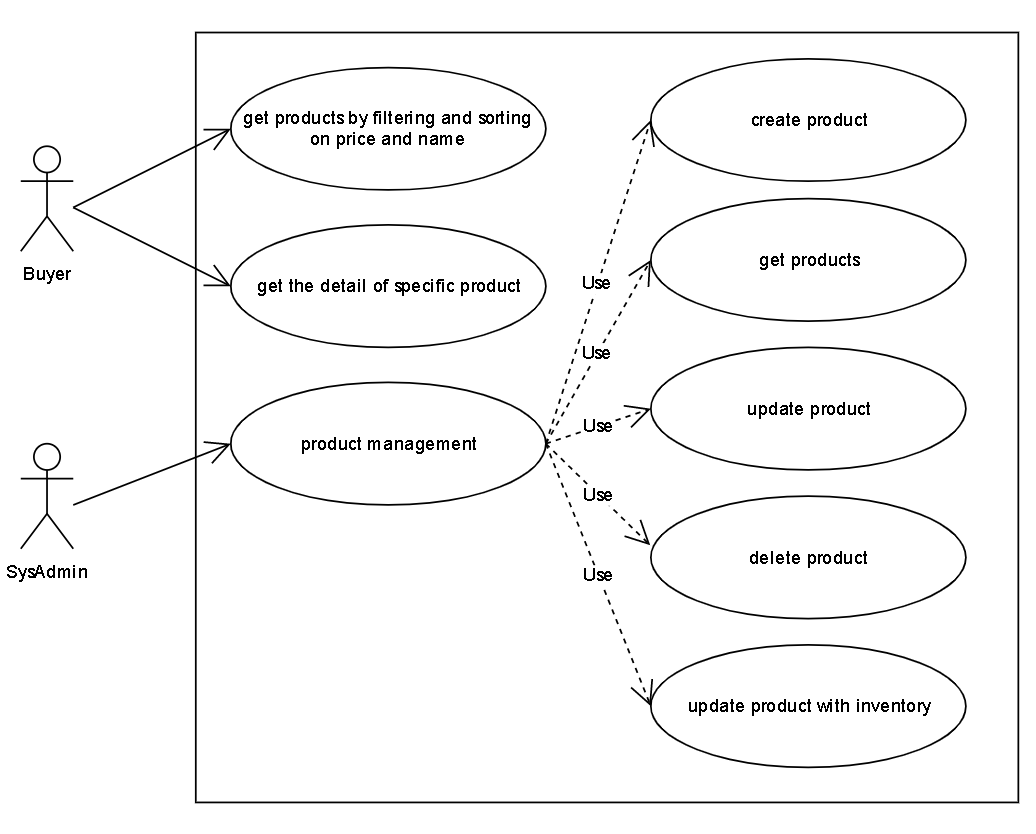 get products by filtering and sorting
on price and name
create product
Buyer
get the detail of specific product
get products
Use
Use
product management
update product
Use
SysAdmin
Use
delete product
Use
update product with inventory